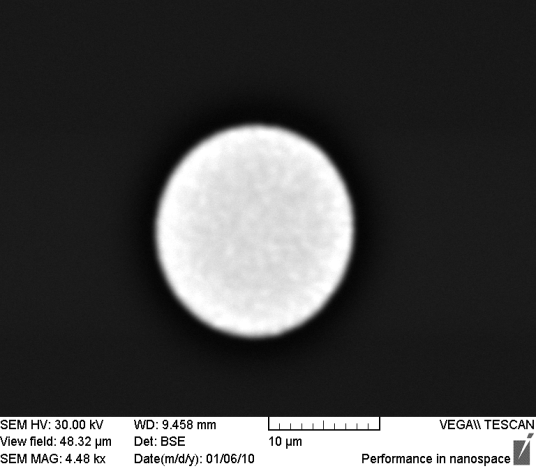 SEM HV: 30.00 kV WD: 9.458 mm VEGA\\ TESCAN
View field: 48.32 µm Det: BSE 10 µm
SEM MAG: 4.48 kx Date(m/d/y): 01/06/10 Performance in nanospace